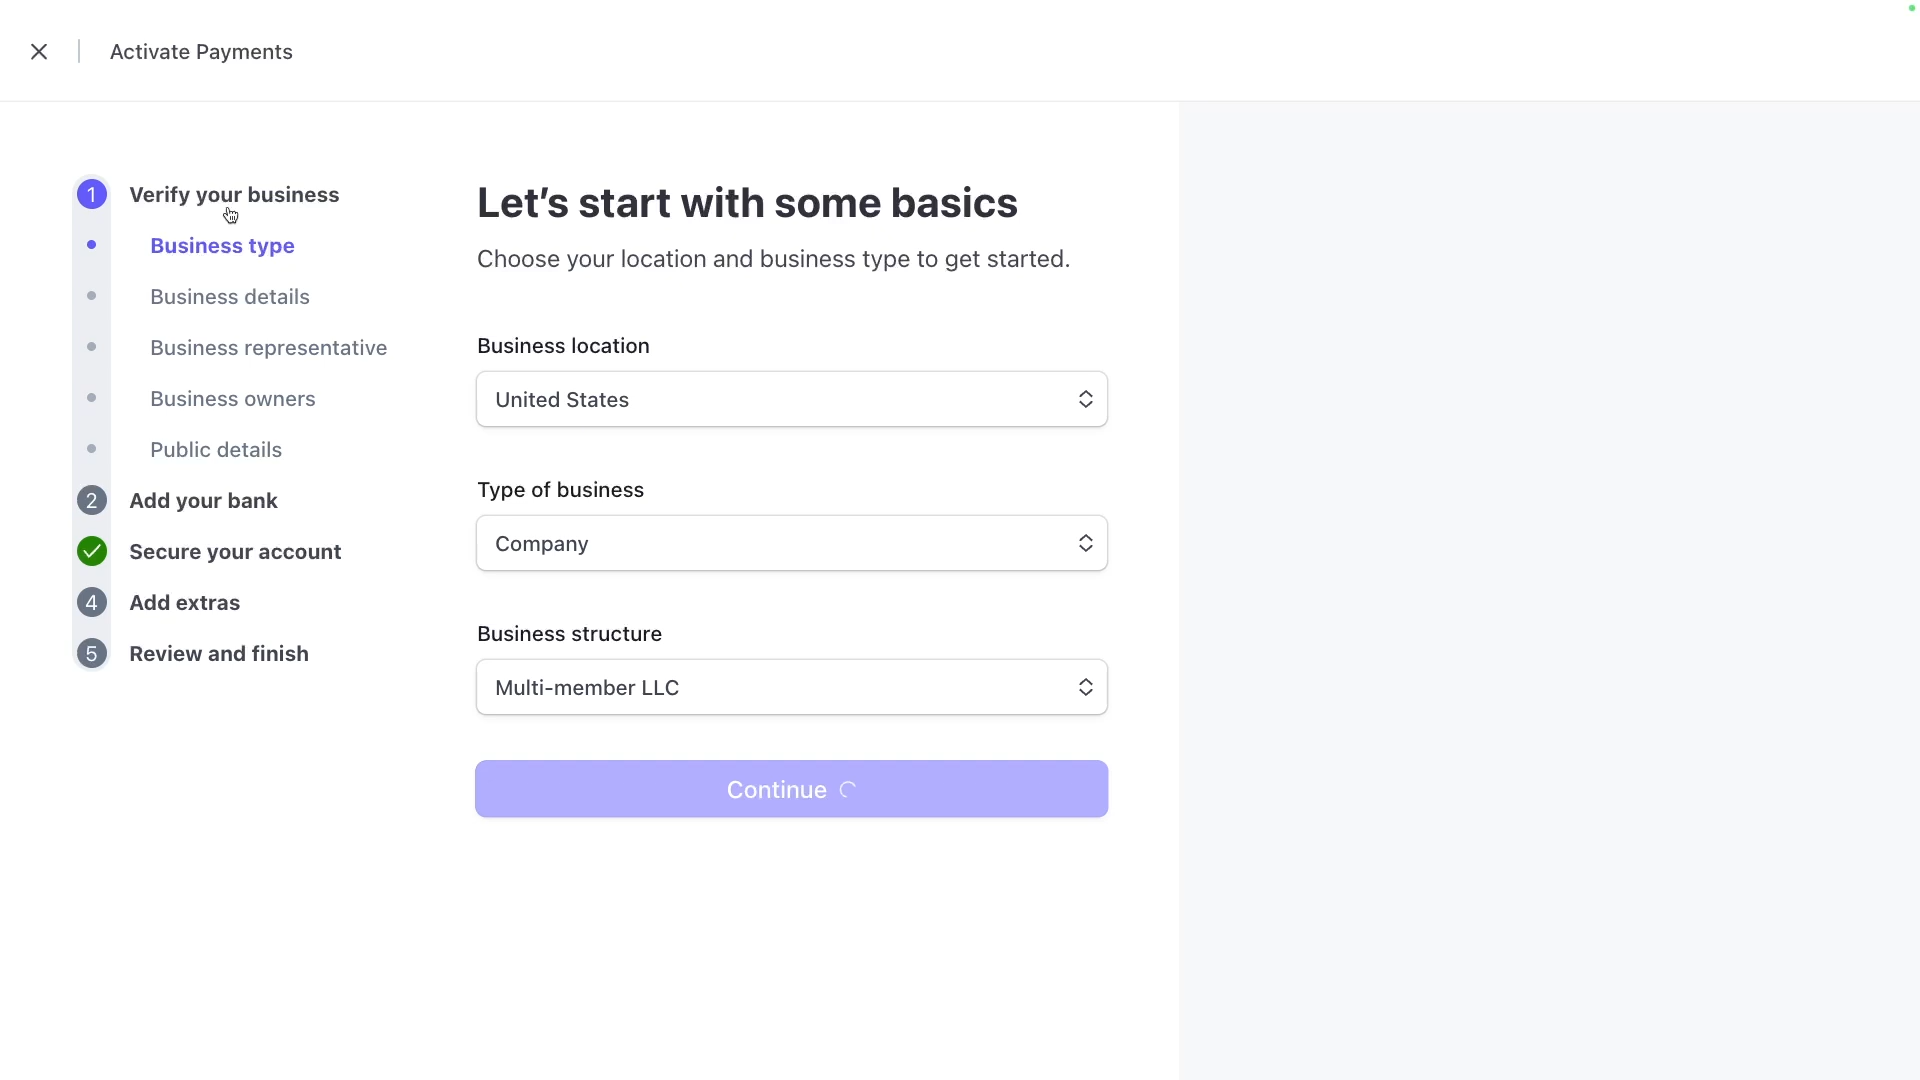 Activate Payments
1 Verify your business
Business type
Business details
Business representative
Business owners
Public details
2 Add your bank
Secure your account
4 Add extras
5 Review and finish
Let’s start with some basics
Choose your location and business type to get started.
Business location
United States
Type of business
Company
Business structure
Multi-member LLC
Continue